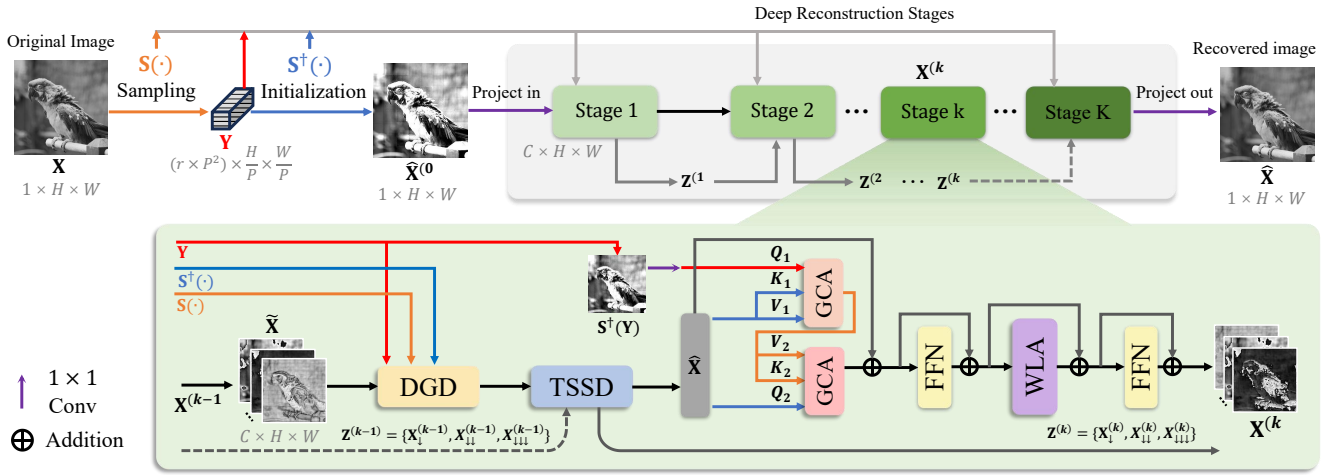 Deep Reconstruction Stages
Original Image
Recovered image
S(·)
S†(·)
X^(k
Sampling
Initialization
Project in
Stage 1
Stage 2
•••
Stage k
•••
Stage K
Project out
Y
X
(r × P²) × H/P × W/P
X̂^(0
C × H × W
Z^(1
Z^(2
···
Z^(k
X̂
1 × H × W
1 × H × W
1 × H × W
Y
S†(·)
S(·)
Q₁
K₁
V₁
GCA
S†(Y)
X̃
X̂
V₂
K₂
Q₂
GCA
FFN
WLA
FFN
DGD
TSSD
1 × 1
Conv
X^(k−1
C × H × W
Z^(k−1) = {X↓^(k−1), X↓↓^(k−1), X↓↓↓^(k−1)}
Z^(k) = {X↓^(k), X↓↓^(k), X↓↓↓^(k)}
X^(k
Addition